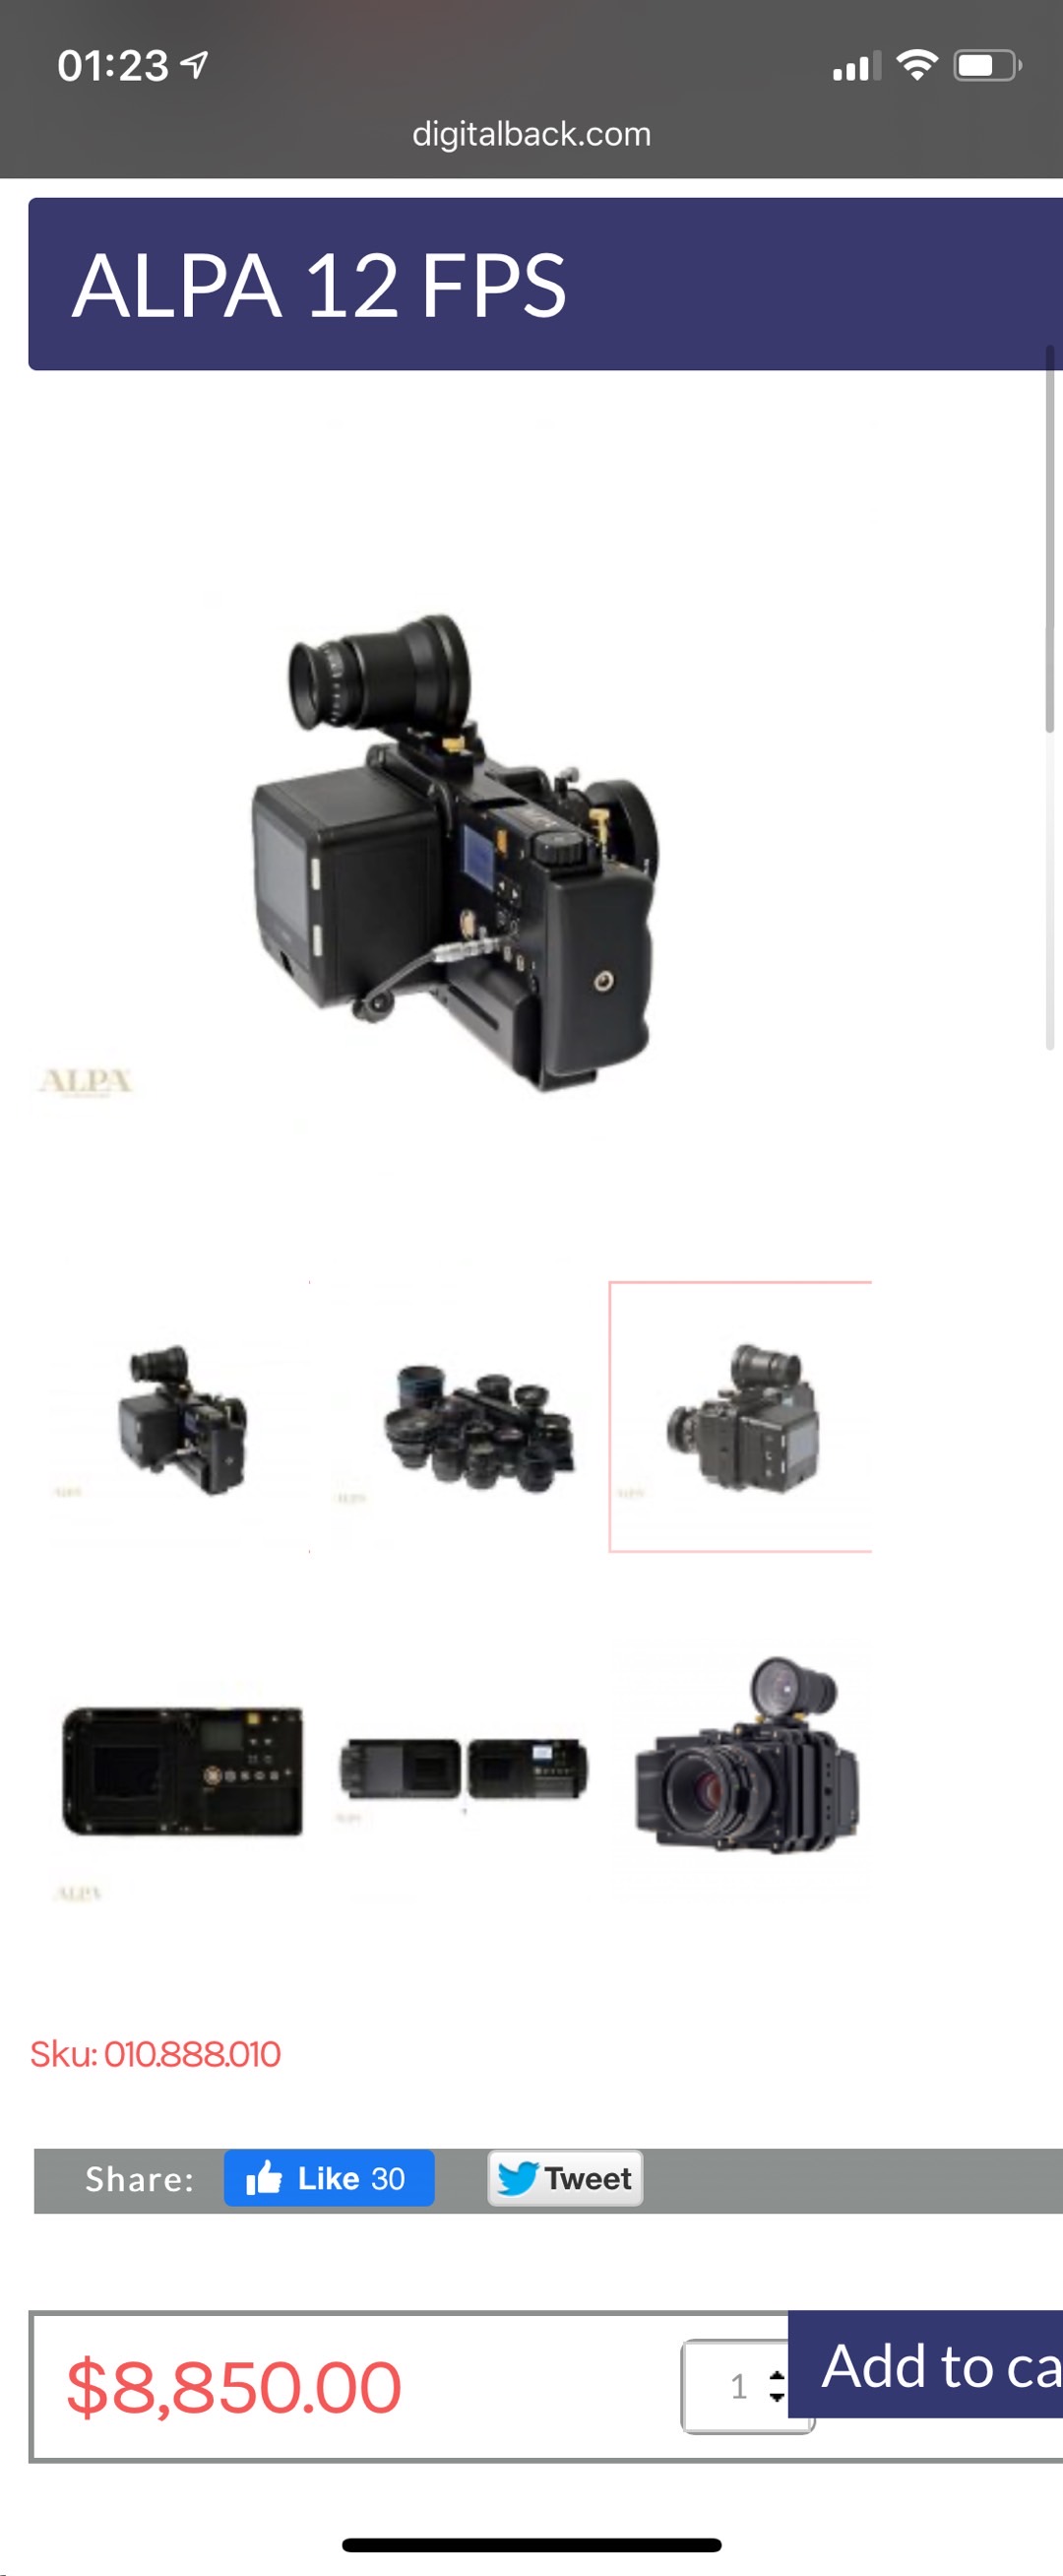 01:23
digitalback.com
ALPA 12 FPS
ALPA
ALPA
Sku: 010.888.010
Share:
Like 30
Tweet
$8,850.00
1
Add to ca